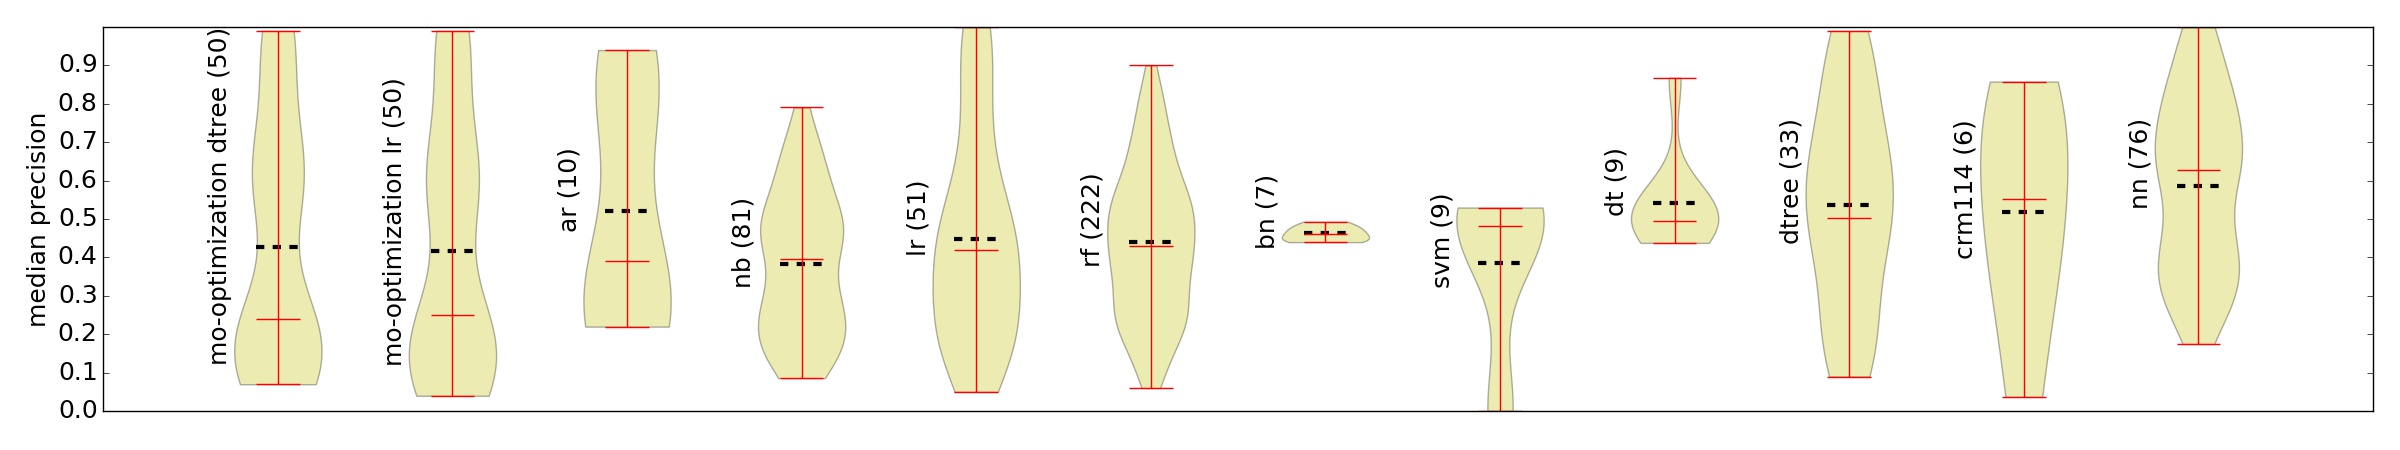 median precision
0.9
0.8
0.7
0.6
0.5
0.4
0.3
0.2
0.1
0.0
mo-optimization dtree (50)
mo-optimization lr (50)
ar (10)
nb (81)
lr (51)
rf (222)
bn (7)
svm (9)
dt (9)
dtree (33)
crm114 (6)
nn (76)